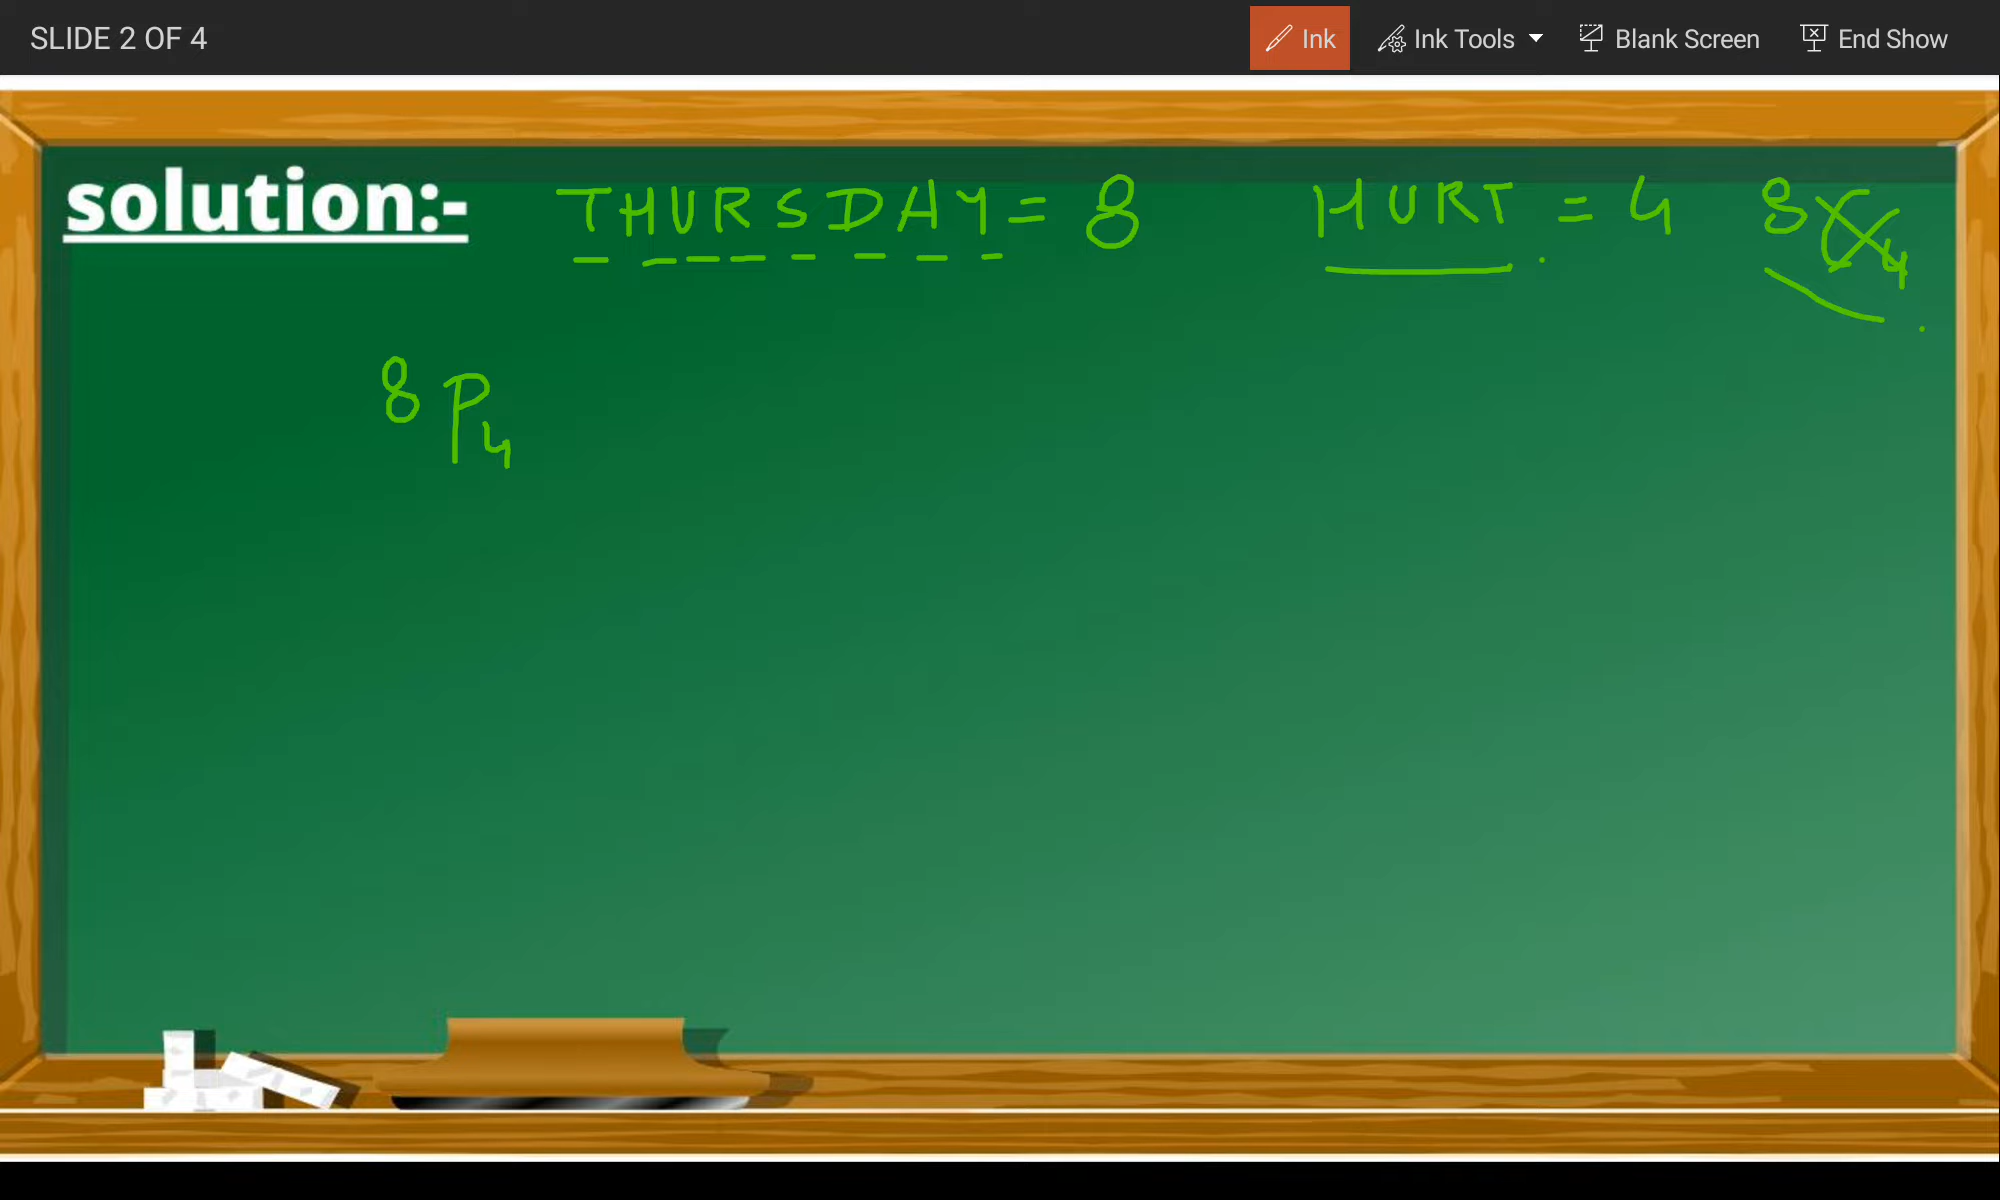 SLIDE 2 OF 4 Ink Ink Tools Blank Screen End Show
solution:- THURSDAY = 8 HURT = 4 8C4
8P4